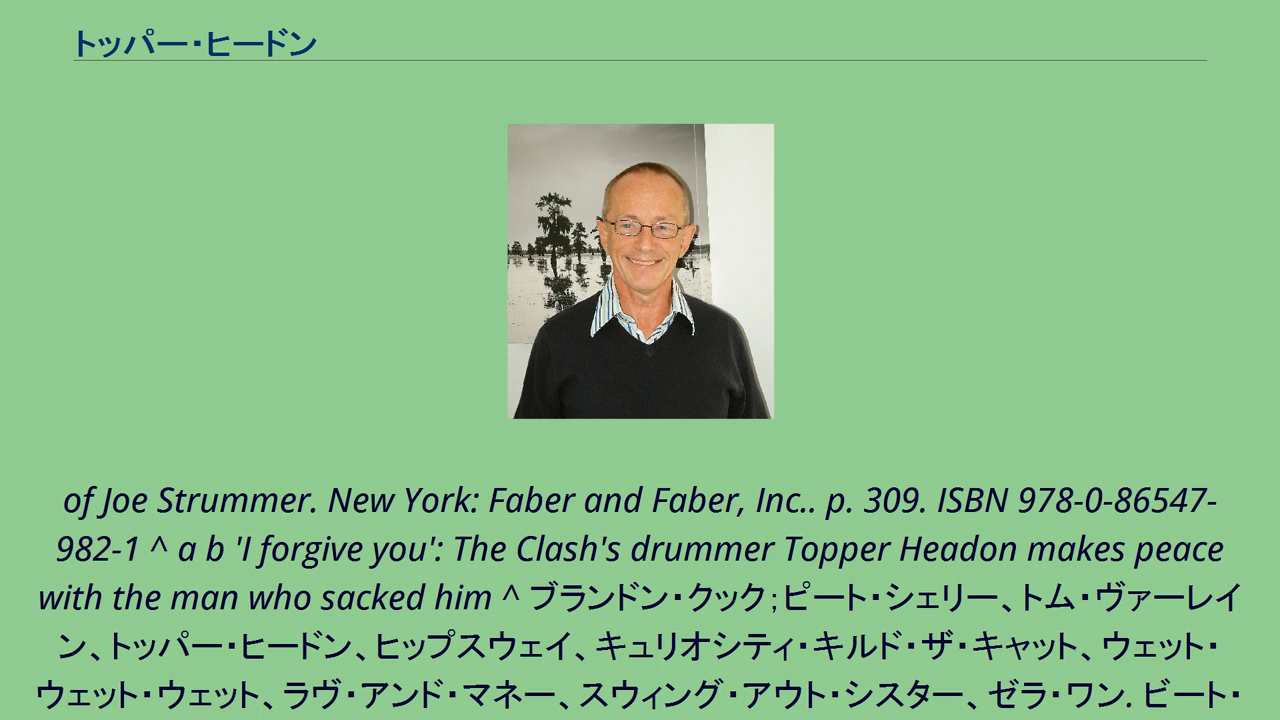 トッパー・ヒードン
of Joe Strummer. New York: Faber and Faber, Inc.. p. 309. ISBN 978-0-86547-
982-1 ^ a b 'I forgive you': The Clash's drummer Topper Headon makes peace
with the man who sacked him ^ ブランドン・クック；ピート・シェリー、トム・ヴァーレイ
ン、トッパー・ヒードン、ヒップスウェイ、キュリオシティ・キルド・ザ・キャット、ウェット・
ウェット・ウェット、ラヴ・アンド・マネー、スウィング・アウト・シスター、ゼラ・ワン. ビート・